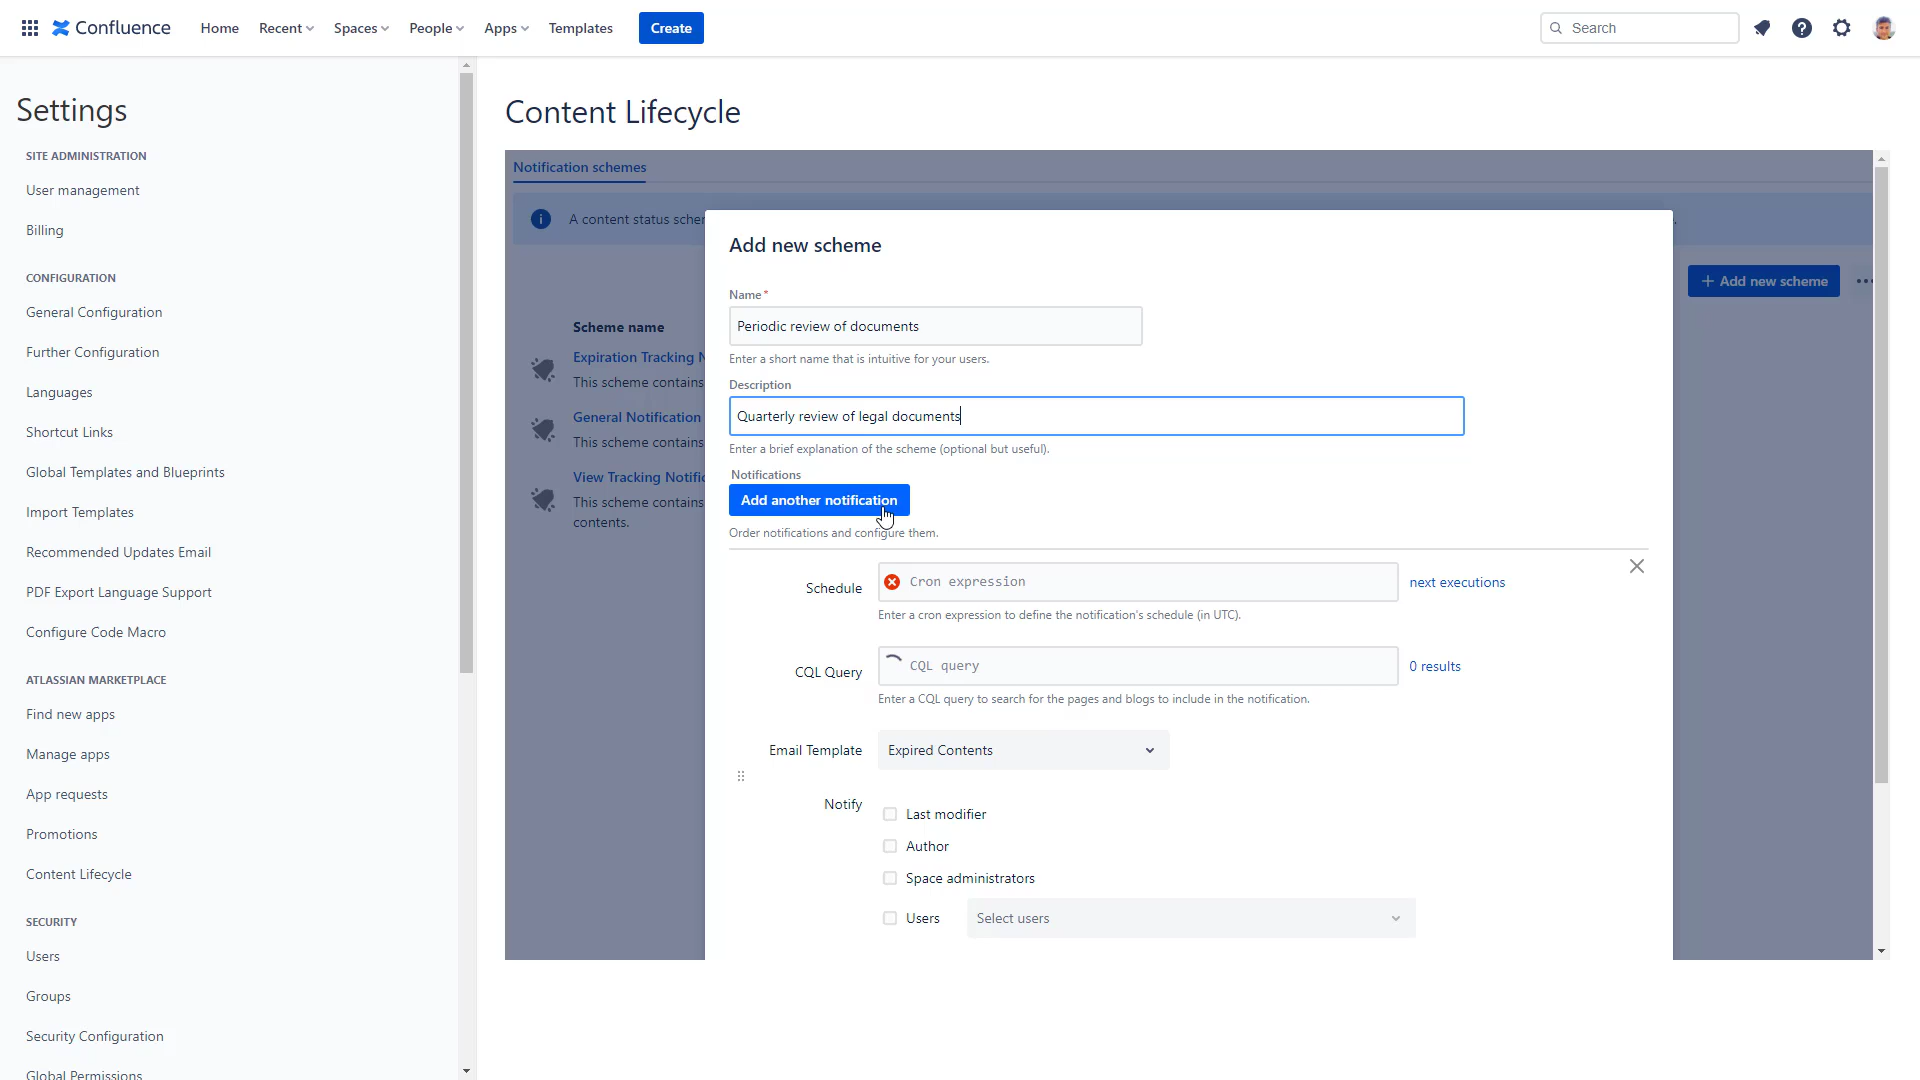 Confluence
Home
Recent
Spaces
People
Apps
Templates
Create
Search
Settings
SITE ADMINISTRATION
User management
Billing
CONFIGURATION
General Configuration
Further Configuration
Languages
Shortcut Links
Global Templates and Blueprints
Import Templates
Recommended Updates Email
PDF Export Language Support
Configure Code Macro
ATLASSIAN MARKETPLACE
Find new apps
Manage apps
App requests
Promotions
Content Lifecycle
SECURITY
Users
Groups
Security Configuration
Global Permissions
Content Lifecycle
Notification schemes
A content status scher
+ Add new scheme
Scheme name
Expiration Tracking N
This scheme contains
General Notification
This scheme contains
View Tracking Notific
This scheme contains
contents.
Add new scheme
Name*
Periodic review of documents
Enter a short name that is intuitive for your users.
Description
Quarterly review of legal documents
Enter a brief explanation of the scheme (optional but useful).
Notifications
Add another notification
Order notifications and configure them.
Schedule
Cron expression
next executions
Enter a cron expression to define the notification's schedule (in UTC).
CQL Query
CQL query
0 results
Enter a CQL query to search for the pages and blogs to include in the notification.
Email Template
Expired Contents
Notify
Last modifier
Author
Space administrators
Users
Select users